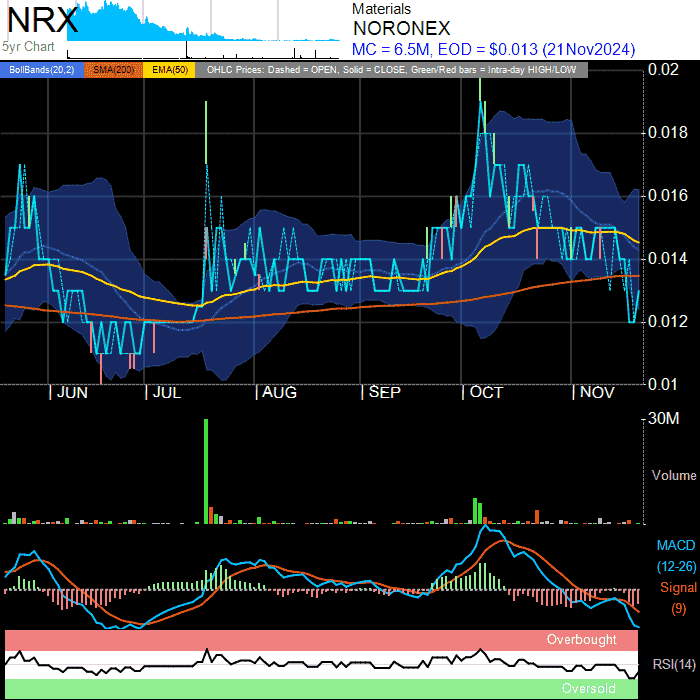 NRX
5yr Chart
Materials
NORONEX
MC = 6.5M, EOD = $0.013 (21Nov2024)
BollBands(20,2) SMA(200) EMA(50) OHLC Prices: Dashed = OPEN, Solid = CLOSE, Green/Red bars = Intra-day HIGH/LOW
0.02
0.018
0.016
0.014
0.012
0.01
JUN JUL AUG SEP OCT NOV
30M
Volume
MACD
(12-26)
Signal
(9)
Overbought
RSI(14)
Oversold